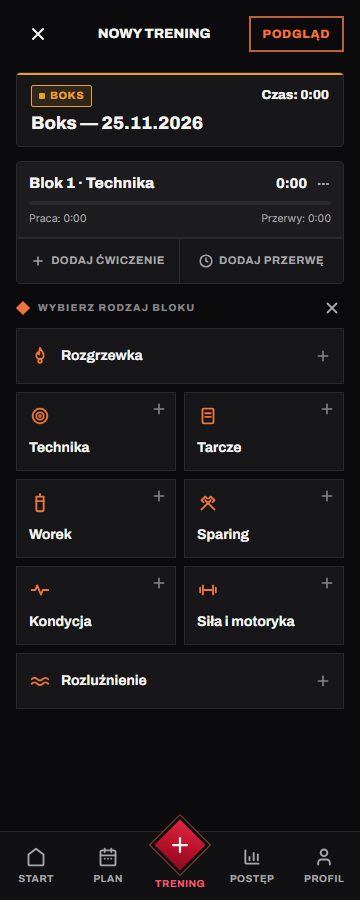 NOWY TRENING
PODGLĄD
BOKS
Czas: 0:00
Boks — 25.11.2026
Blok 1 · Technika
0:00
Praca: 0:00
Przerwy: 0:00
DODAJ ĆWICZENIE
DODAJ PRZERWĘ
WYBIERZ RODZAJ BLOKU
Rozgrzewka
Technika
Tarcze
Worek
Sparing
Kondycja
Siła i motoryka
Rozluźnienie
START
PLAN
TRENING
POSTĘP
PROFIL